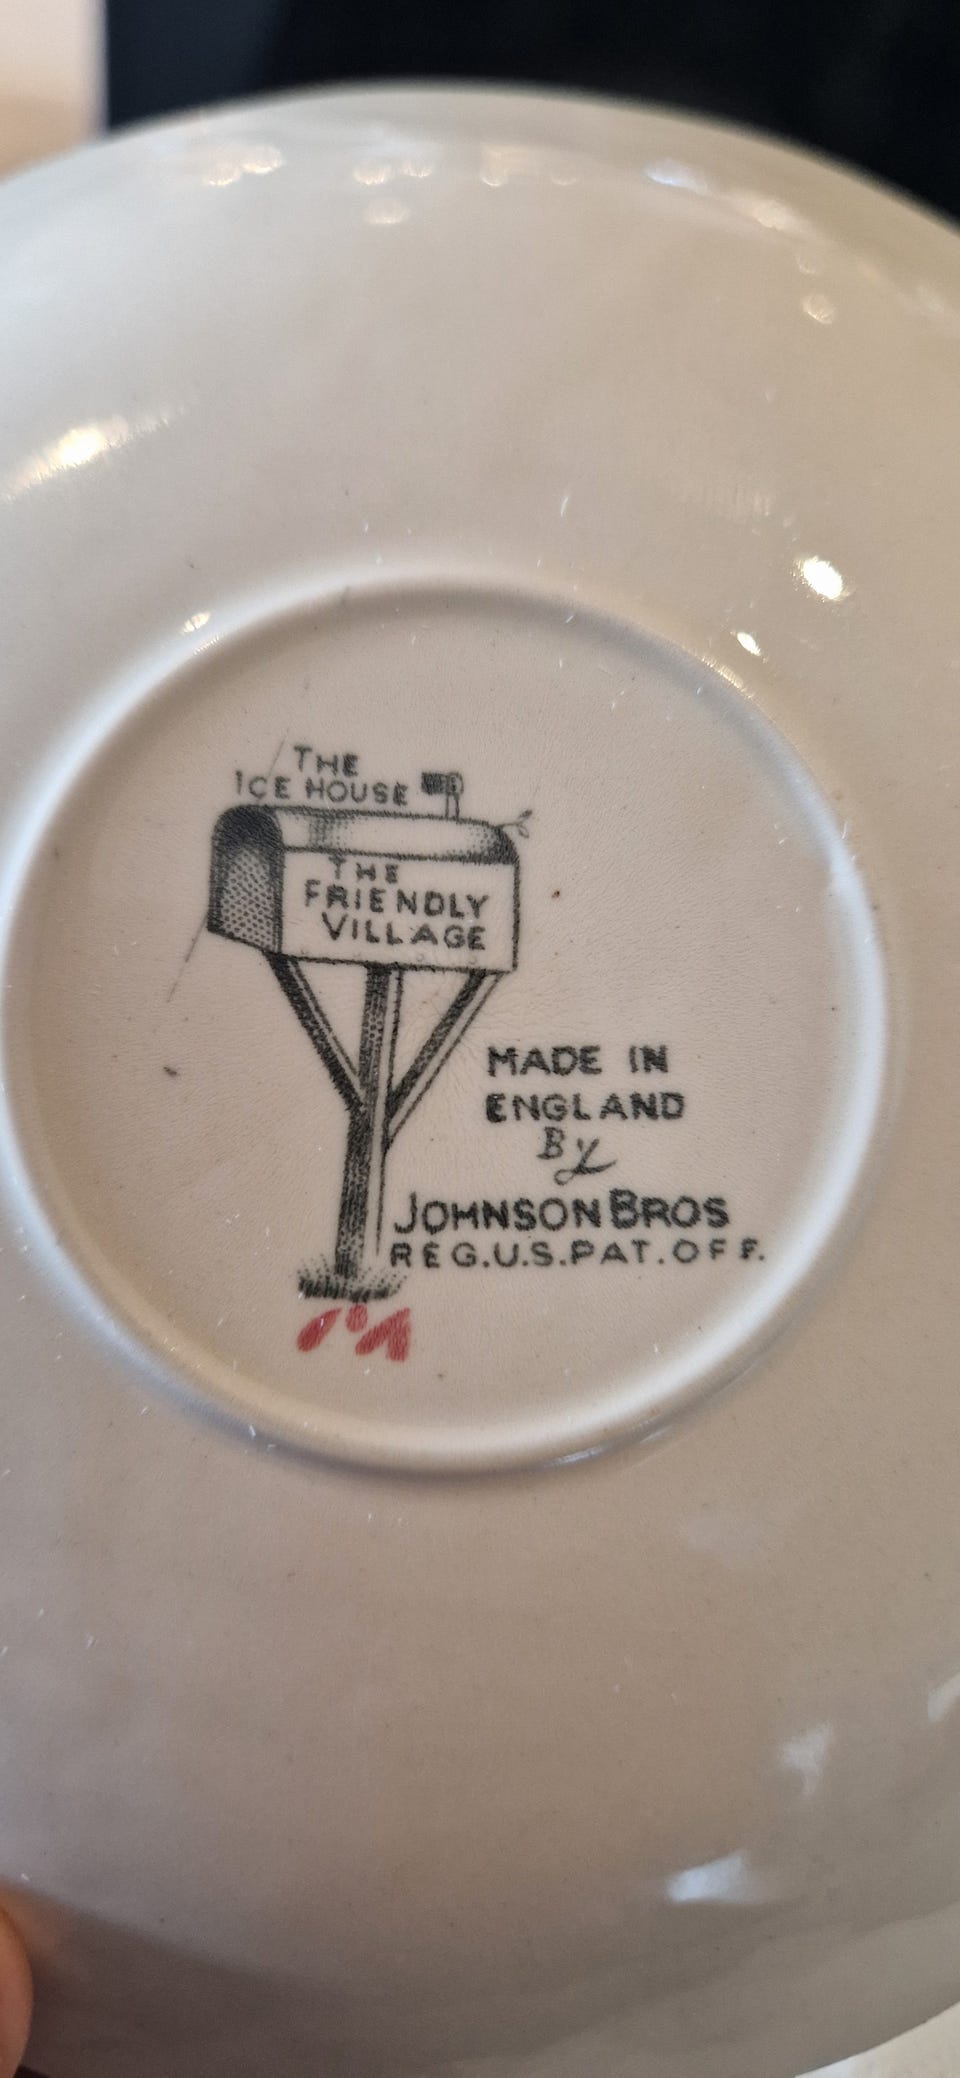 THE
ICE HOUSE
THE
FRIENDLY
VILLAGE
MADE IN
ENGLAND
By
JOHNSON BROS
REG.U.S.PAT.OFF.